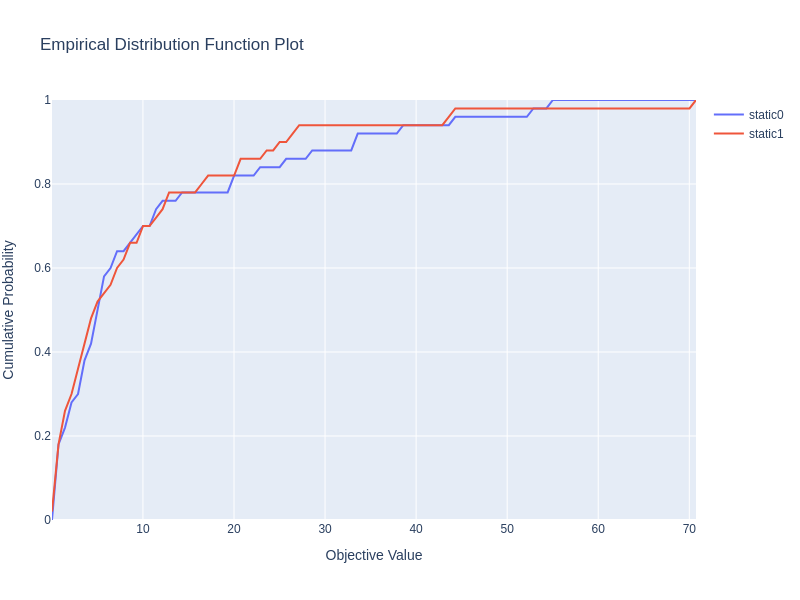 Empirical Distribution Function Plot
static0
static1
1
0.8
0.6
0.4
0.2
0
Cumulative Probability
10
20
30
40
50
60
70
Objective Value